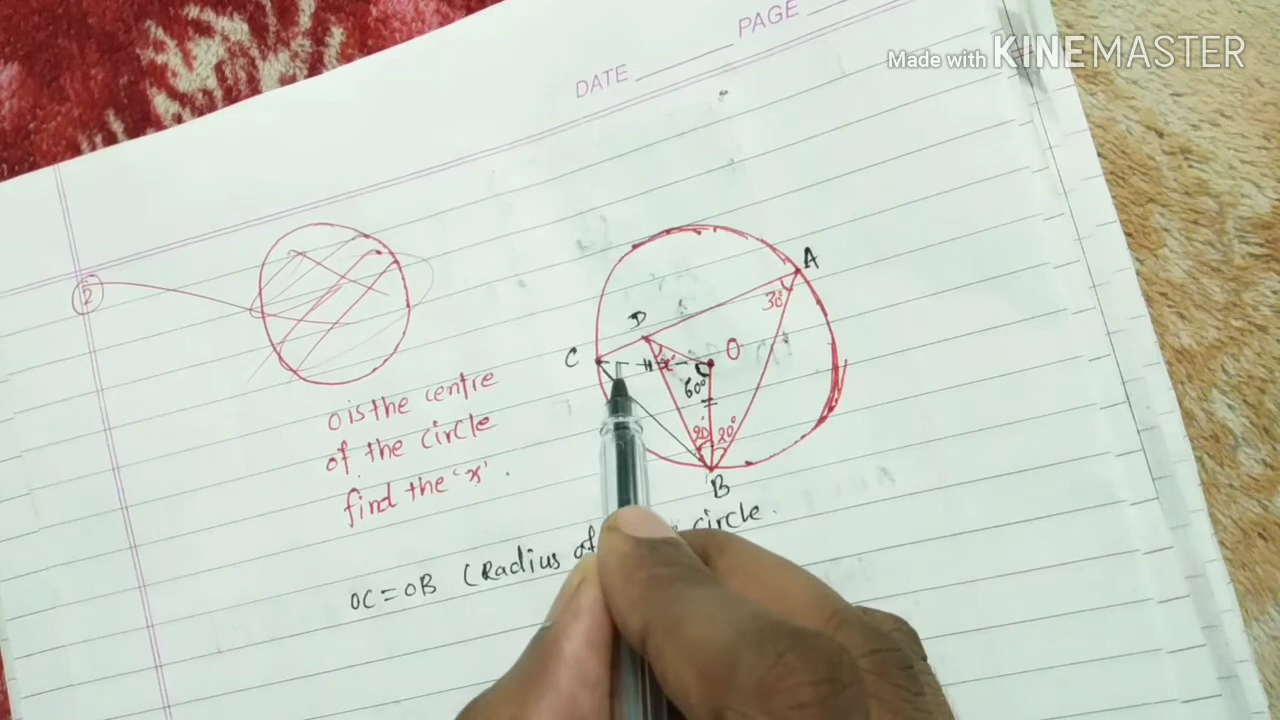 PAGE
DATE
Made with KINEMASTER
2
A
30°
D
C
x°
O
60°
20° 20°
B
O is the centre
of the circle
find the 'x'.
OC = OB (Radius of circle.